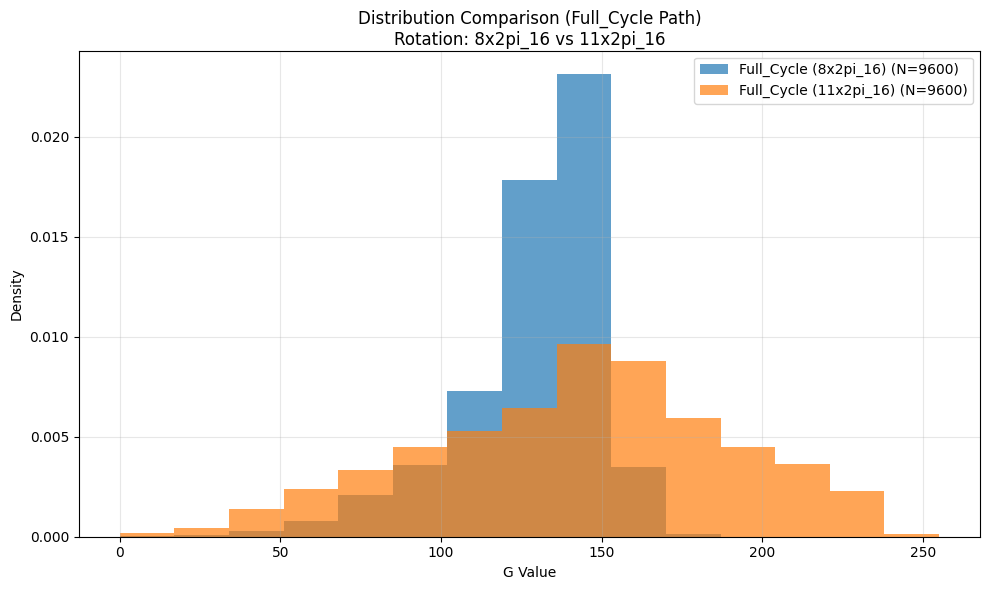 Distribution Comparison (Full_Cycle Path)
Rotation: 8x2pi_16 vs 11x2pi_16
Full_Cycle (8x2pi_16) (N=9600)
Full_Cycle (11x2pi_16) (N=9600)
Density
0.020
0.015
0.010
0.005
0.000
0 50 100 150 200 250
G Value